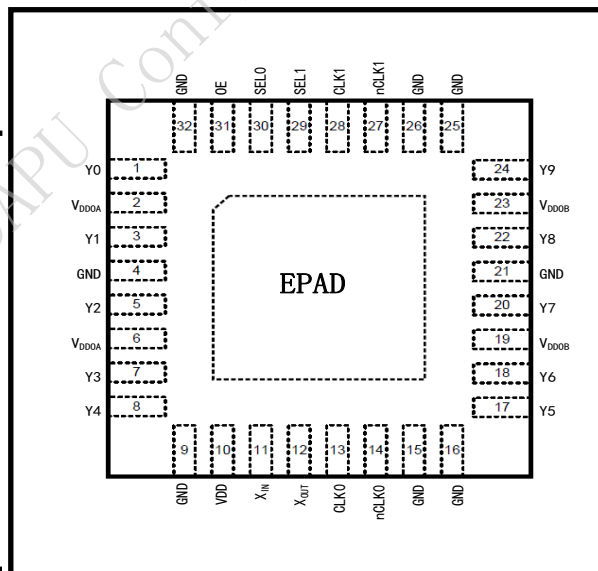 GND OE SEL0 SEL1 CLK1 nCLK1 GND GND
32 31 30 29 28 27 26 25
Y0 1 24 Y9
VDDOA 2 23 VDDOB
Y1 3 22 Y8
GND 4 21 GND
EPAD
Y2 5 20 Y7
VDDOA 6 19 VDDOB
Y3 7 18 Y6
Y4 8 17 Y5
9 10 11 12 13 14 15 16
GND VDD XIN XOUT CLK0 nCLK0 GND GND